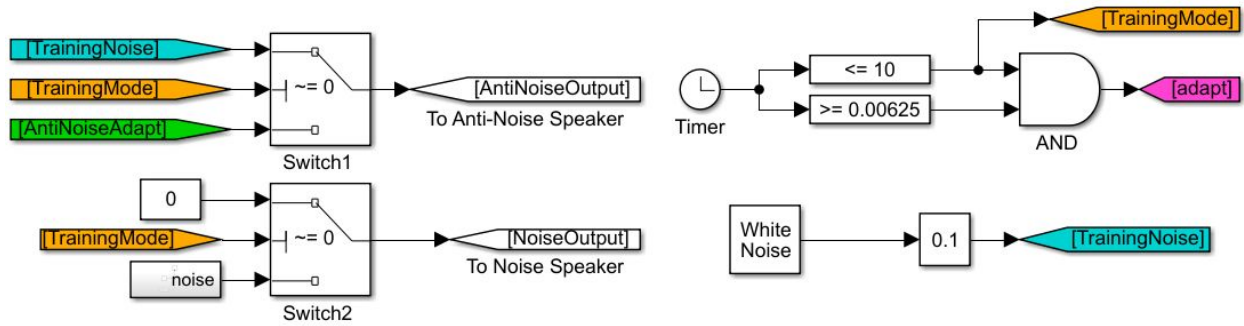 [TrainingNoise]
[TrainingMode]
[AntiNoiseAdapt]
~= 0
Switch1
[AntiNoiseOutput]
To Anti-Noise Speaker
0
[TrainingMode]
noise
~= 0
Switch2
[NoiseOutput]
To Noise Speaker
Timer
<= 10
>= 0.00625
AND
[TrainingMode]
[adapt]
White
Noise
0.1
[TrainingNoise]